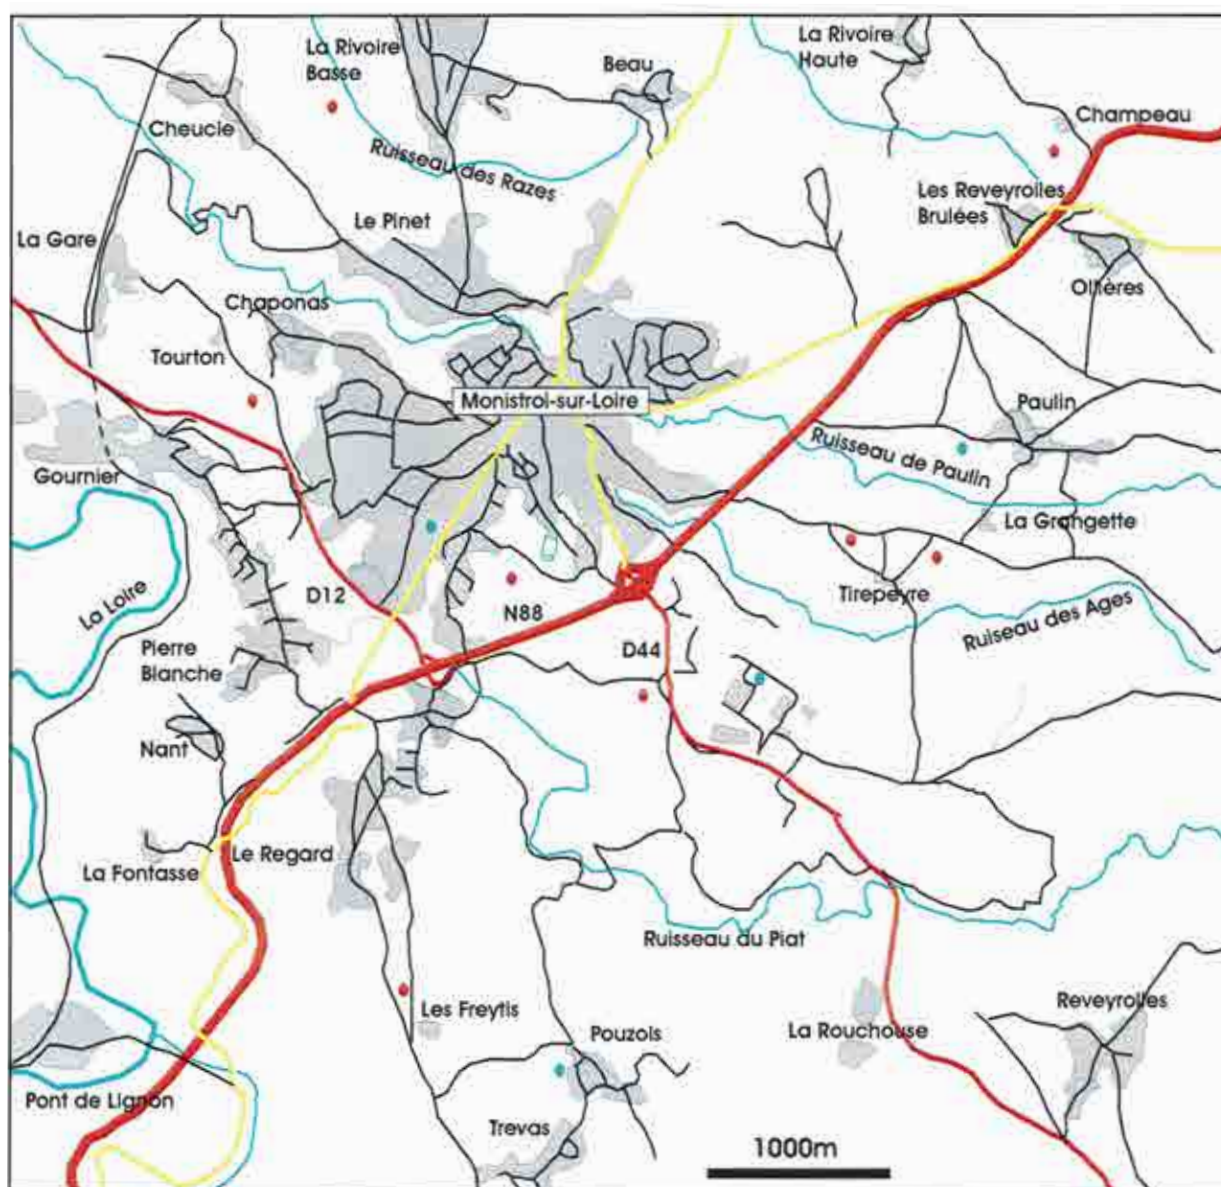 La Rivoire
Basse
Beau
La Rivoire
Haute
Champeau
Cheucle
Ruisseau des Razes
Les Reveyrolles
Brulées
Le Pinet
La Gare
Ollières
Chaponas
Tourton
Monistrol-sur-Loire
Paulin
Ruisseau de Paulin
Gournier
La Grangette
La Loire
D12
N88
Tirepeyre
Ruiseau des Ages
Pierre
Blanche
D44
Nant
Le Regard
La Fontasse
Ruisseau du Piat
Les Freytis
Reveyrolles
La Rouchouse
Pouzols
Pont de Lignon
Trevas
1000m